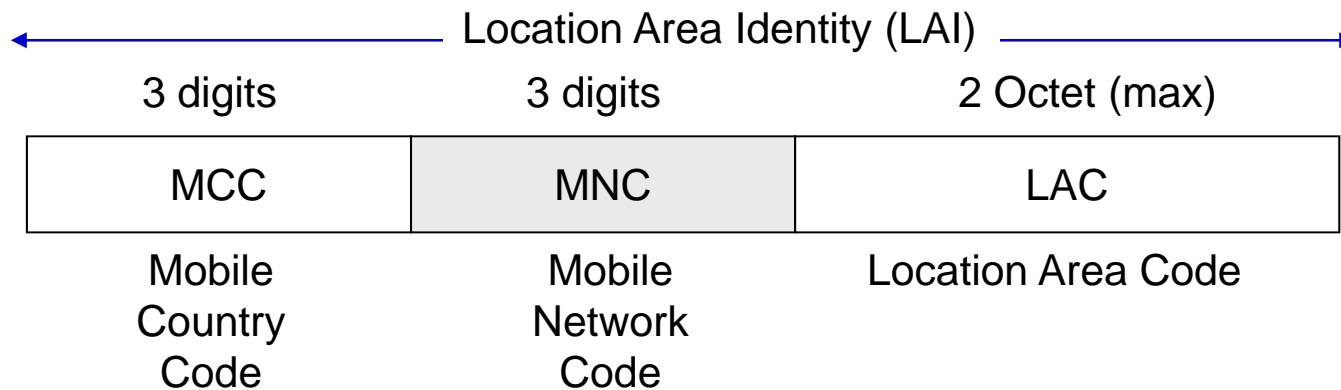 Location Area Identity (LAI)
3 digits 3 digits 2 Octet (max)
MCC MNC LAC
Mobile Mobile Location Area Code
Country Network
Code Code